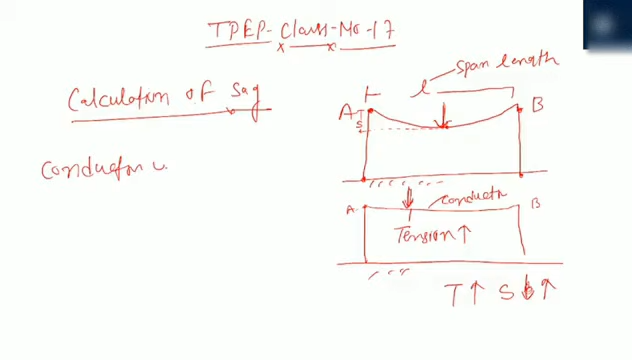 TPEP-Class-No-17
span length
l
A
B
S
Calculation of Sag
Conductor
Conductor
A
B
Tension ↑
T ↑ S ↓ ↑